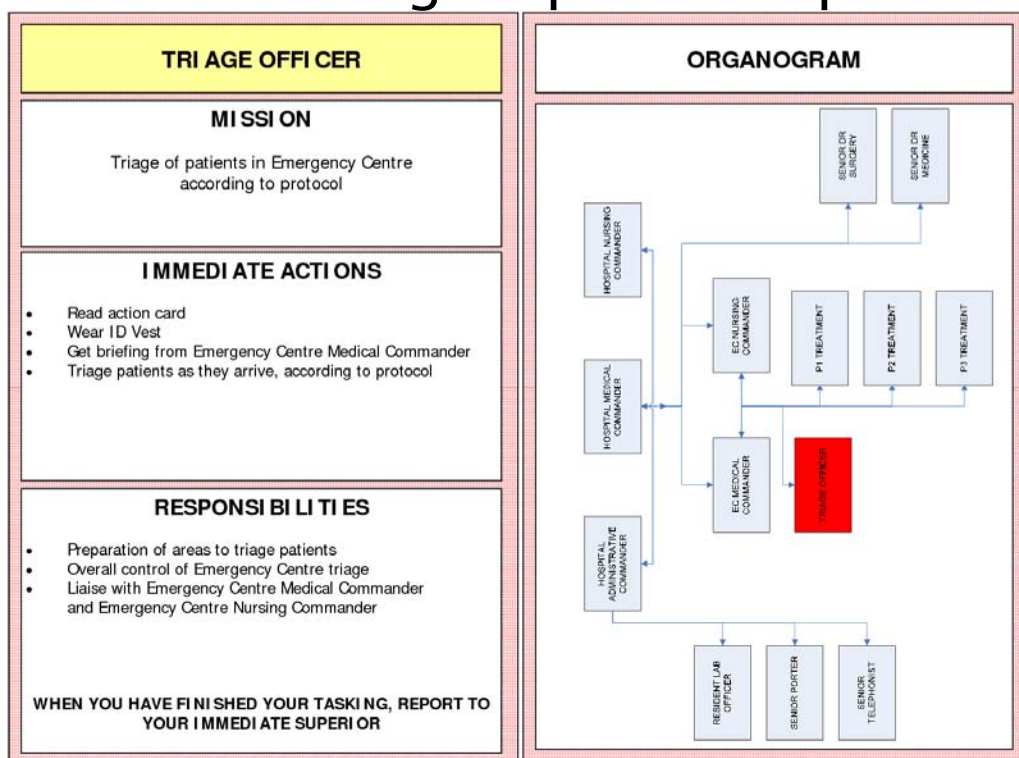 TRIAGE OFFICER
MISSION
Triage of patients in Emergency Centre
according to protocol
IMMEDIATE ACTIONS
• Read action card
• Wear ID Vest
• Get briefing from Emergency Centre Medical Commander
• Triage patients as they arrive, according to protocol
RESPONSIBILITIES
• Preparation of areas to triage patients
• Overall control of Emergency Centre triage
• Liaise with Emergency Centre Medical Commander
and Emergency Centre Nursing Commander
WHEN YOU HAVE FINISHED YOUR TASKING, REPORT TO
YOUR IMMEDIATE SUPERIOR
ORGANOGRAM
SENIOR DR
SURGERY
SENIOR DR
MEDICINE
HOSPITAL NURSING
COMMANDER
EC NURSING
COMMANDER
P1 TREATMENT
P2 TREATMENT
P3 TREATMENT
HOSPITAL MEDICAL
COMMANDER
EC MEDICAL
COMMANDER
TRIAGE OFFICER
HOSPITAL
ADMINISTRATIVE
COMMANDER
RESIDENT LAB
OFFICER
SENIOR PORTER
SENIOR
TELEPHONIST